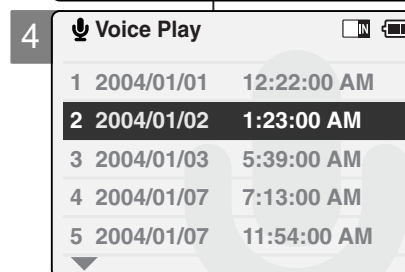 4
Voice Play IN
1 2004/01/01 12:22:00 AM
2 2004/01/02 1:23:00 AM
3 2004/01/03 5:39:00 AM
4 2004/01/07 7:13:00 AM
5 2004/01/07 11:54:00 AM